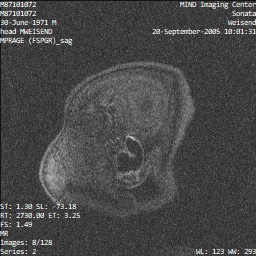 M87101072
M87101072
30-June-1971 M
head MWEISEND
MPRAGE (FSPGR)_sag
MIND Imaging Center
Sonata
Weisend
20-September-2005 10:01:31
ST: 1.30 SL: -73.18
RT: 2730.00 ET: 3.25
FS: 1.49
MR
Images: 8/128
Series: 2
WL: 123 WW: 293